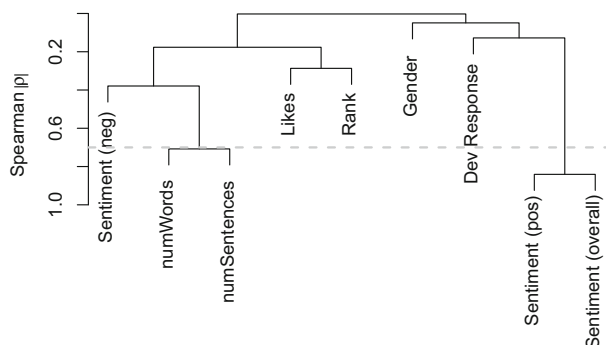 Spearman |ρ|
0.2
0.6
1.0
Sentiment (neg)
numWords
numSentences
Likes
Rank
Gender
Dev Response
Sentiment (pos)
Sentiment (overall)